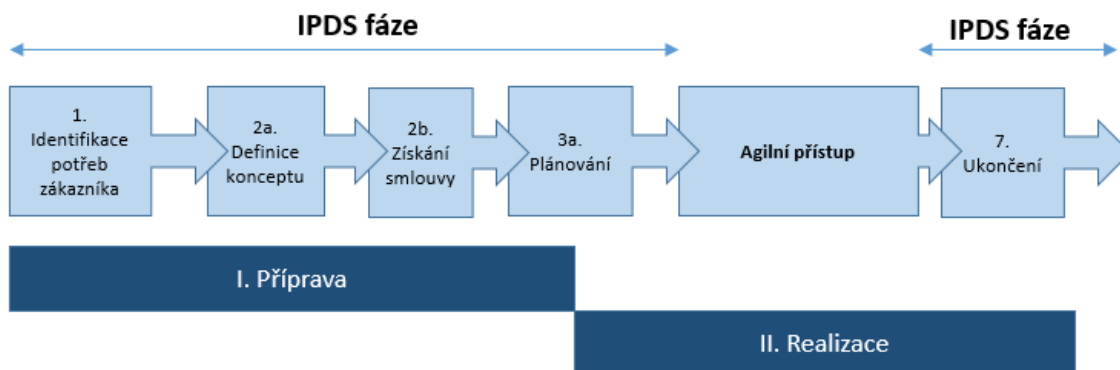 IPDS fáze
IPDS fáze
1.
Identifikace
potřeb
zákazníka
2a.
Definice
konceptu
2b.
Získání
smlouvy
3a.
Plánování
Agilní přístup
7.
Ukončení
I. Příprava
II. Realizace